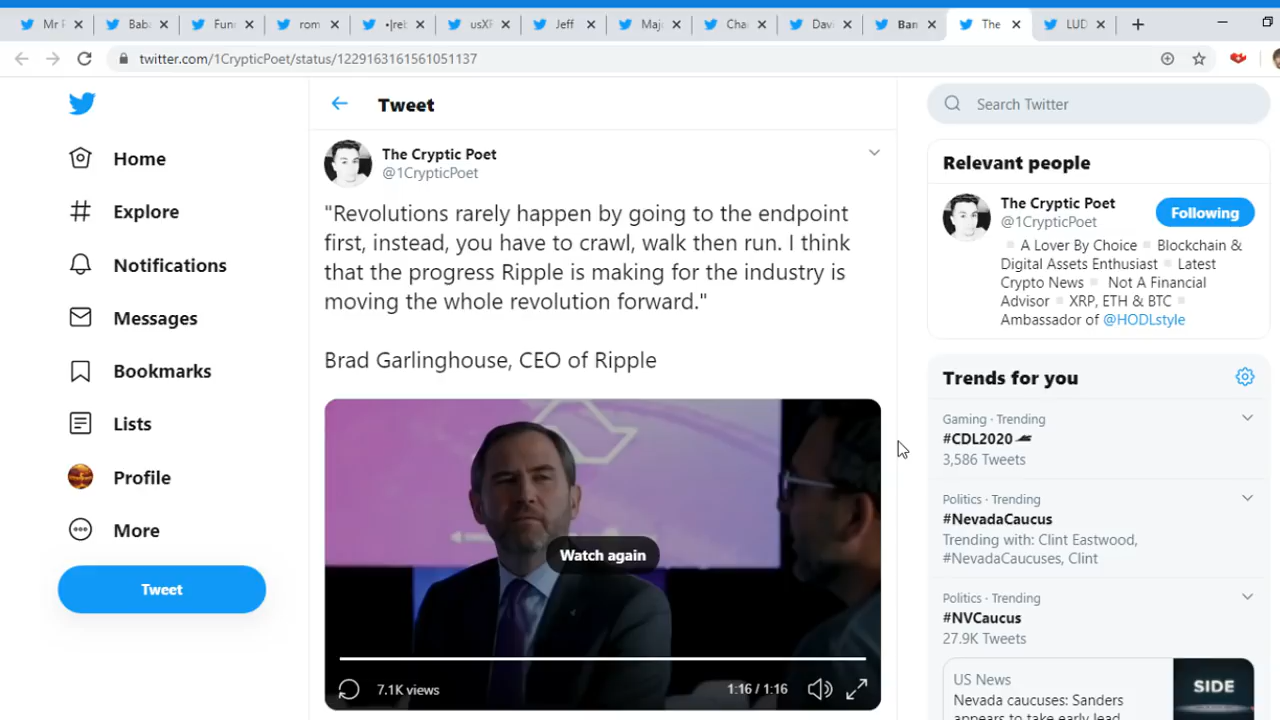 Mr
Baba
Fun
rom
•|reb
usXF
Jeff
Maj
Cha
Davi
Ban
The
LUD
twitter.com/1CrypticPoet/status/1229163161561051137
Tweet
Search Twitter
Home
Explore
Notifications
Messages
Bookmarks
Lists
Profile
More
Tweet
The Cryptic Poet
@1CrypticPoet
"Revolutions rarely happen by going to the endpoint
first, instead, you have to crawl, walk then run. I think
that the progress Ripple is making for the industry is
moving the whole revolution forward."
Brad Garlinghouse, CEO of Ripple
Watch again
7.1K views
1:16 / 1:16
Relevant people
The Cryptic Poet
@1CrypticPoet
Following
▫️ A Lover By Choice ▫️ Blockchain &
Digital Assets Enthusiast ▫️ Latest
Crypto News ▫️ Not A Financial
Advisor ▫️ XRP, ETH & BTC ▫️
Ambassador of @HODLstyle
Trends for you
Gaming · Trending
#CDL2020
3,586 Tweets
Politics · Trending
#NevadaCaucus
Trending with: Clint Eastwood,
#NevadaCaucuses, Clint
Politics · Trending
#NVCaucus
27.9K Tweets
US News
Nevada caucuses: Sanders
appears to take early lead
SIDE